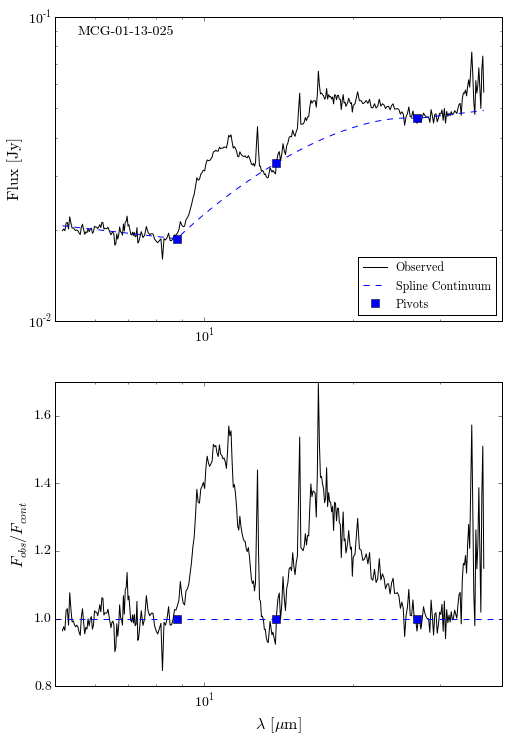 10^-1
MCG-01-13-025
Flux [Jy]
Observed
Spline Continuum
Pivots
10^-2
10^1
1.6
1.4
F_obs/F_cont
1.2
1.0
0.8
10^1
λ [μm]